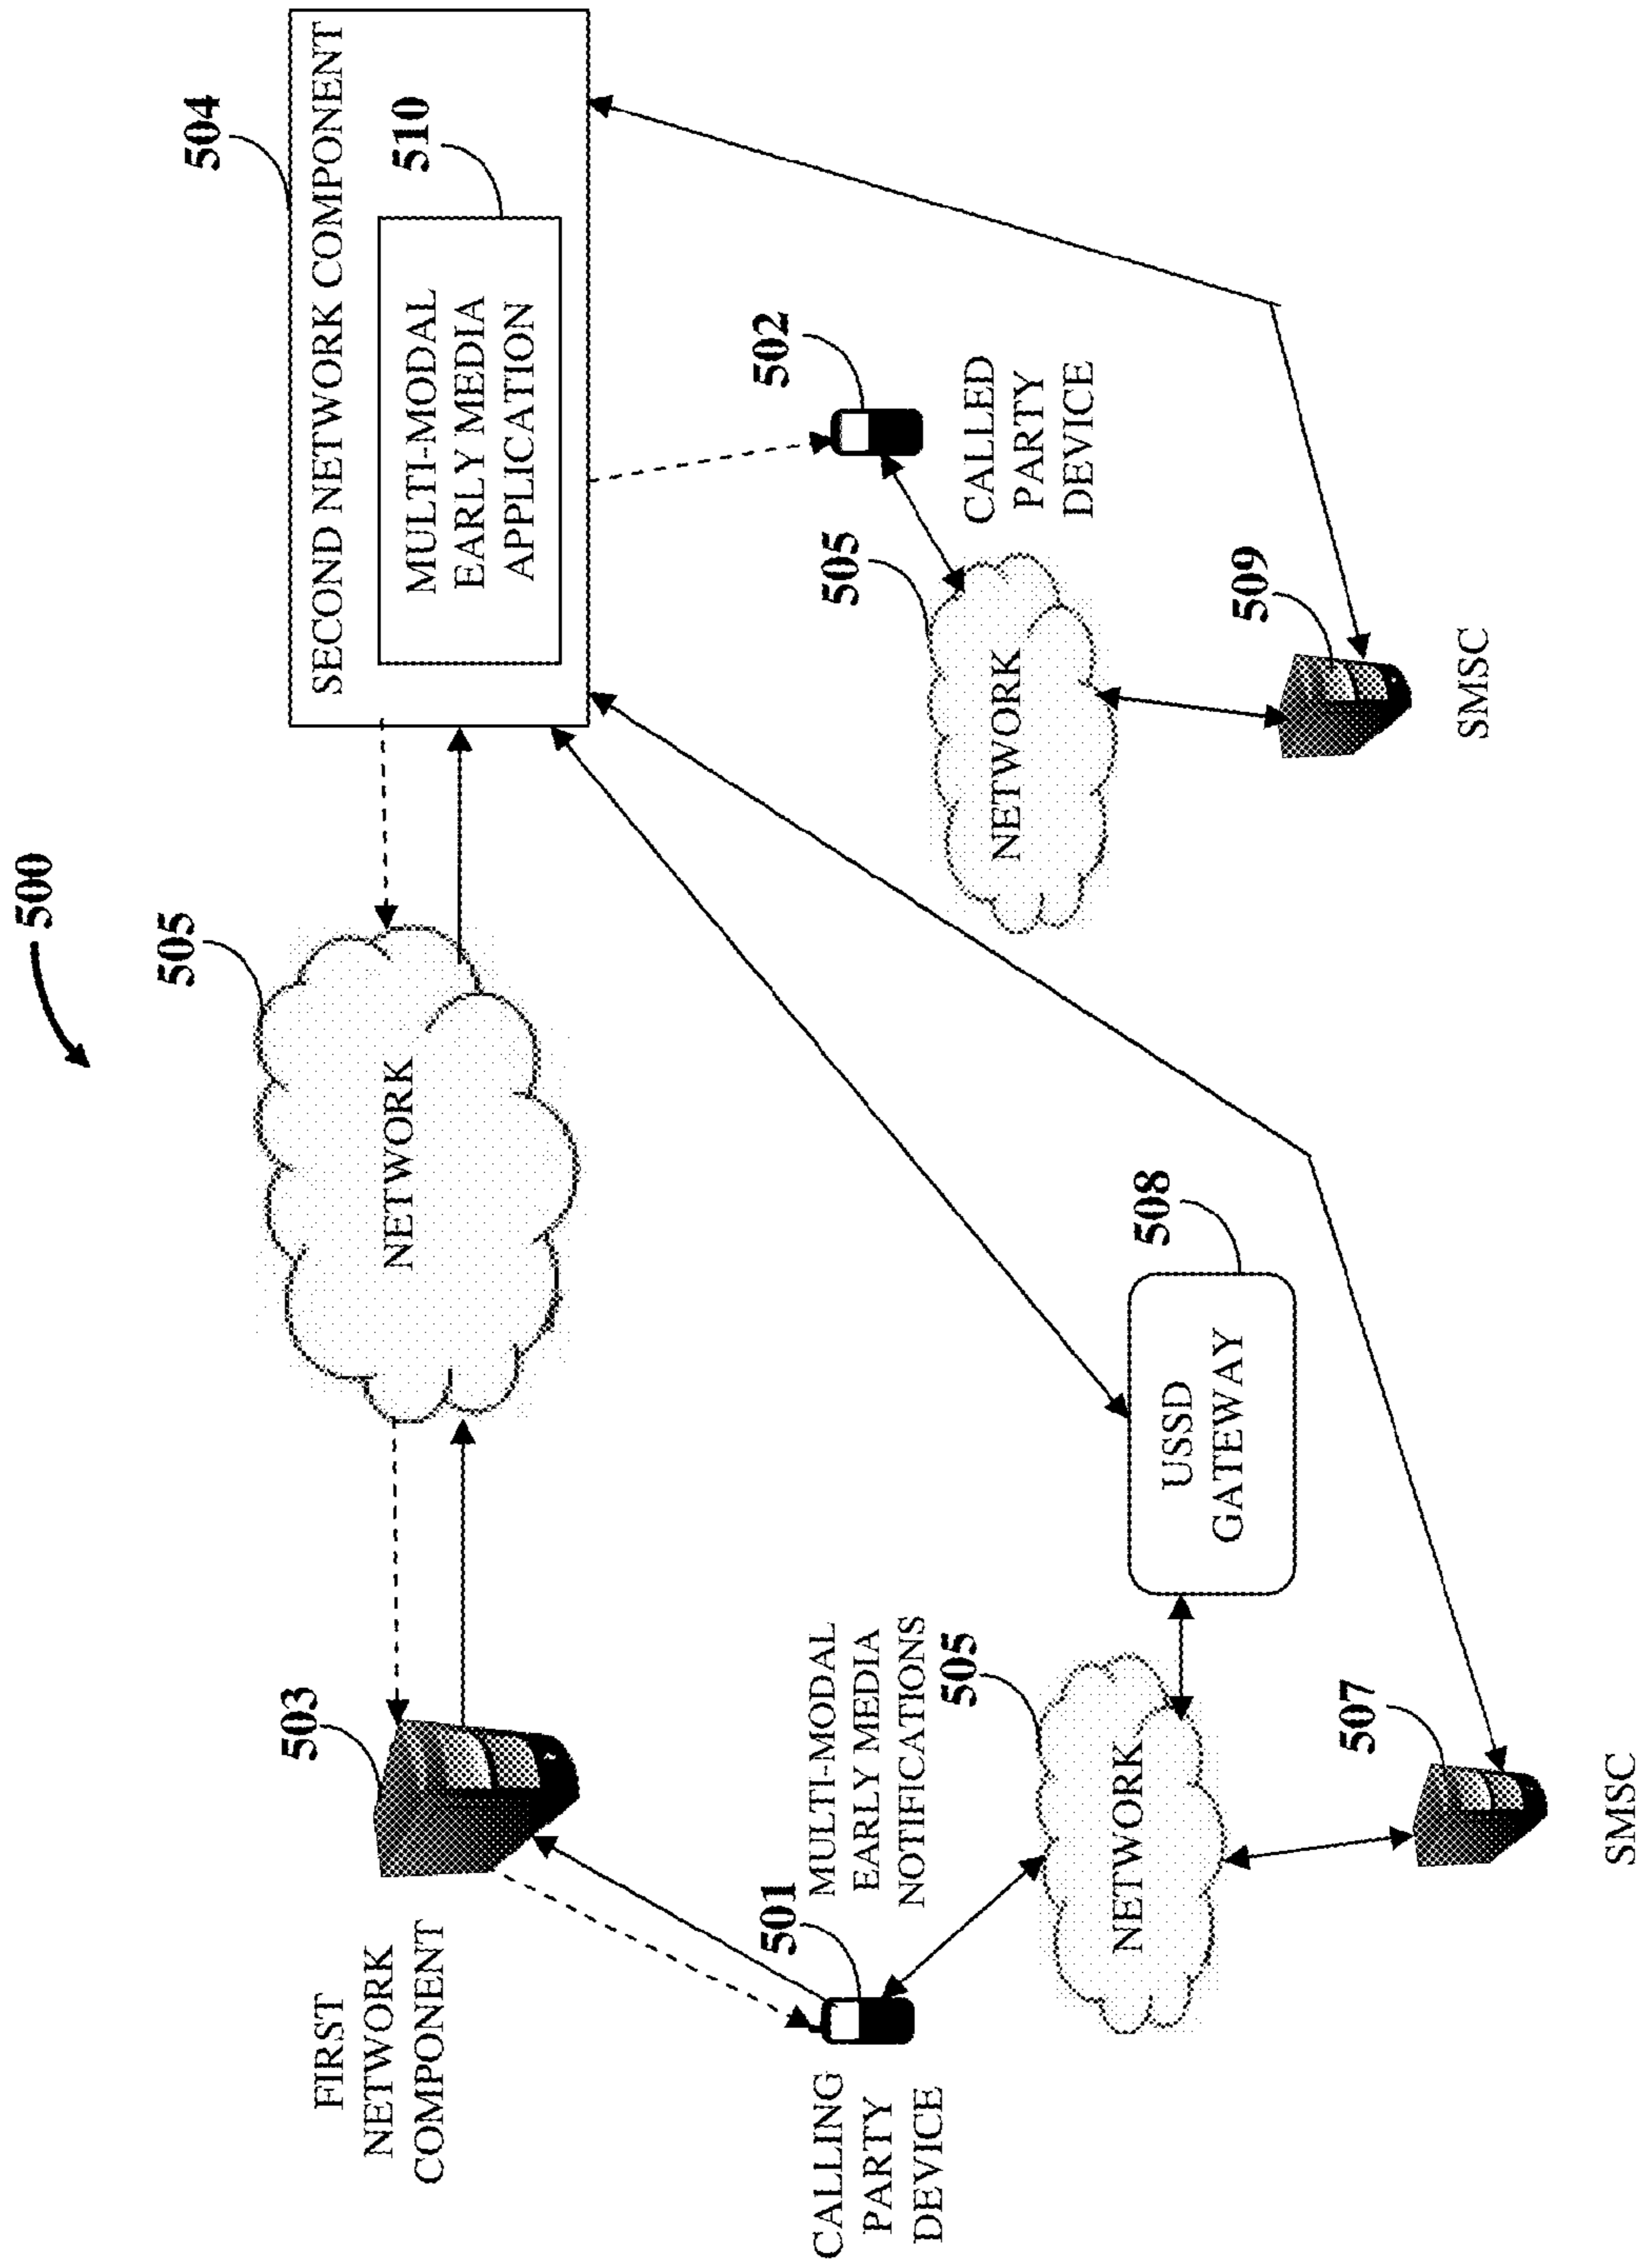 500
504
SECOND NETWORK COMPONENT
510
MULTI-MODAL
EARLY MEDIA
APPLICATION
505
NETWORK
503
FIRST
NETWORK
COMPONENT
501
CALLING
PARTY
DEVICE
MULTI-MODAL
EARLY MEDIA
NOTIFICATIONS
502
CALLED
PARTY
DEVICE
505
NETWORK
505
NETWORK
508
USSD
GATEWAY
509
SMSC
507
SMSC